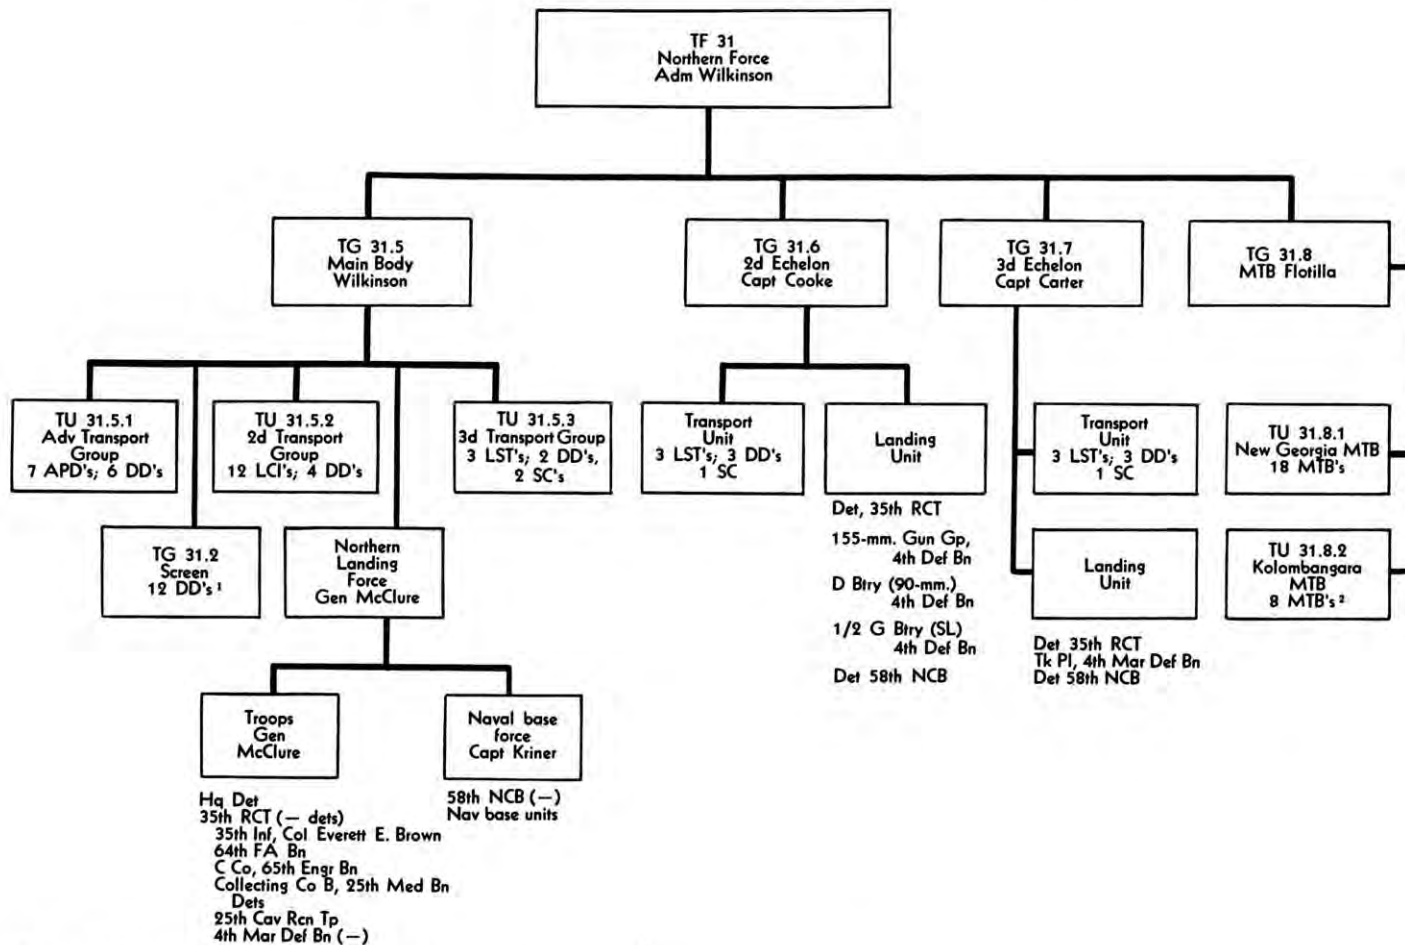 TF 31
Northern Force
Adm Wilkinson
TG 31.5
Main Body
Wilkinson
TG 31.6
2d Echelon
Capt Cooke
TG 31.7
3d Echelon
Capt Carter
TG 31.8
MTB Flotilla
TU 31.5.1
Adv Transport
Group
7 APD's; 6 DD's
TU 31.5.2
2d Transport
Group
12 LCI's; 4 DD's
TU 31.5.3
3d Transport Group
3 LST's; 2 DD's,
2 SC's
Transport
Unit
3 LST's; 3 DD's
1 SC
Landing
Unit
Det, 35th RCT
155-mm. Gun Gp,
4th Def Bn
D Btry (90-mm.)
4th Def Bn
1/2 G Btry (SL)
4th Def Bn
Det 58th NCB
Transport
Unit
3 LST's; 3 DD's
1 SC
TU 31.8.1
New Georgia MTB
18 MTB's
TG 31.2
Screen
12 DD's ¹
Northern
Landing
Force
Gen McClure
Landing
Unit
Det 35th RCT
Tk Pl, 4th Mar Def Bn
Det 58th NCB
TU 31.8.2
Kolombangara
MTB
8 MTB's ²
Troops
Gen
McClure
Hq Det
35th RCT (— dets)
35th Inf, Col Everett E. Brown
64th FA Bn
C Co, 65th Engr Bn
Collecting Co B, 25th Med Bn
Dets
25th Cav Rcn Tp
4th Mar Def Bn (—)
Naval base
force
Capt Kriner
58th NCB (—)
Nav base units